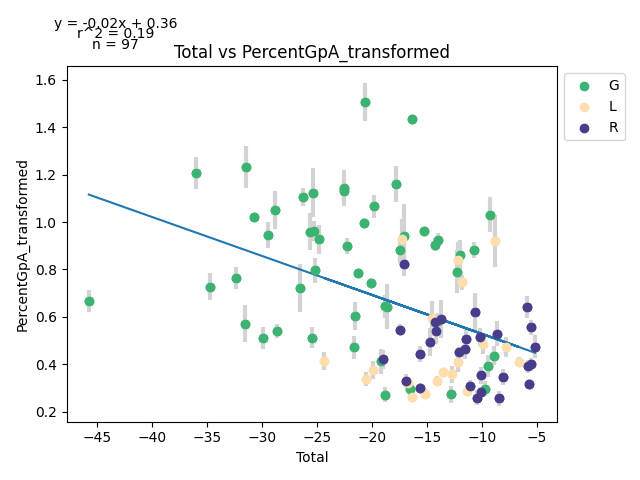 y = -0.02x + 0.36
r^2 = 0.19
n = 97
Total vs PercentGpA_transformed
1.6
1.4
1.2
1.0
0.8
0.6
0.4
0.2
PercentGpA_transformed
−45
−40
−35
−30
−25
−20
−15
−10
−5
Total
G
L
R